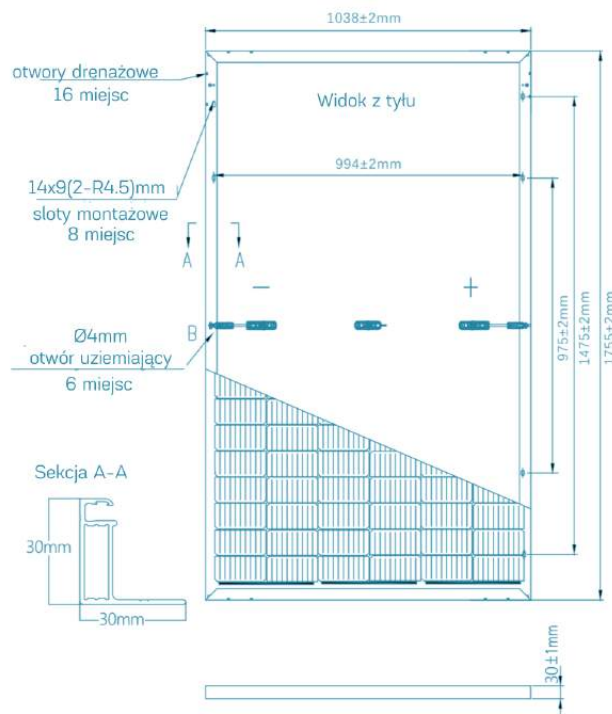 1038±2mm
otwory drenażowe
16 miejsc
Widok z tyłu
994±2mm
14x9(2-R4.5)mm
sloty montażowe
8 miejsc
A A
− +
B
Ø4mm
otwór uziemiający
6 miejsc
975±2mm
1475±2mm
1755±2mm
Sekcja A-A
30mm
30mm
30±1mm